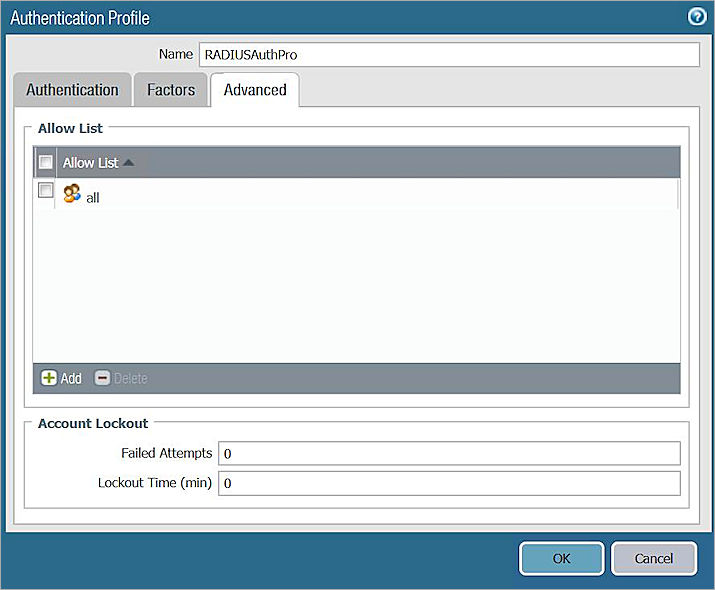 Authentication Profile
Name RADIUSAuthPro
Authentication Factors Advanced
Allow List
Allow List
all
Add Delete
Account Lockout
Failed Attempts 0
Lockout Time (min) 0
OK Cancel